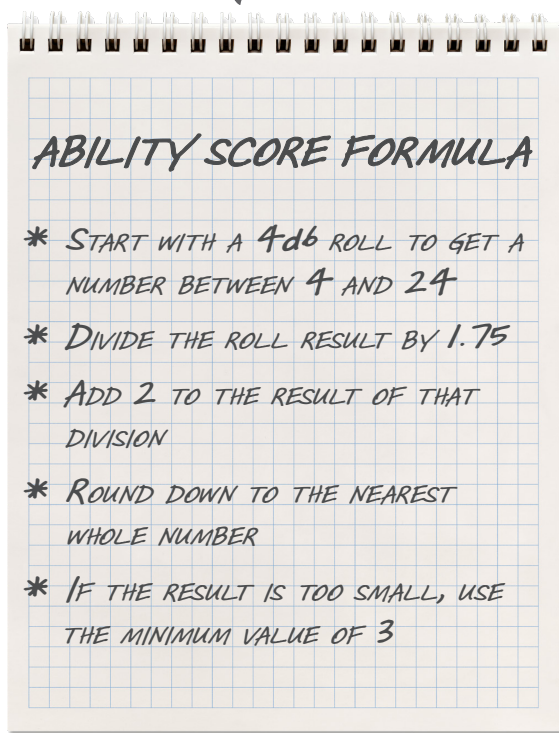 ABILITY SCORE FORMULA
* START WITH A 4d6 ROLL TO GET A
NUMBER BETWEEN 4 AND 24
* DIVIDE THE ROLL RESULT BY 1.75
* ADD 2 TO THE RESULT OF THAT
DIVISION
* ROUND DOWN TO THE NEAREST
WHOLE NUMBER
* IF THE RESULT IS TOO SMALL, USE
THE MINIMUM VALUE OF 3